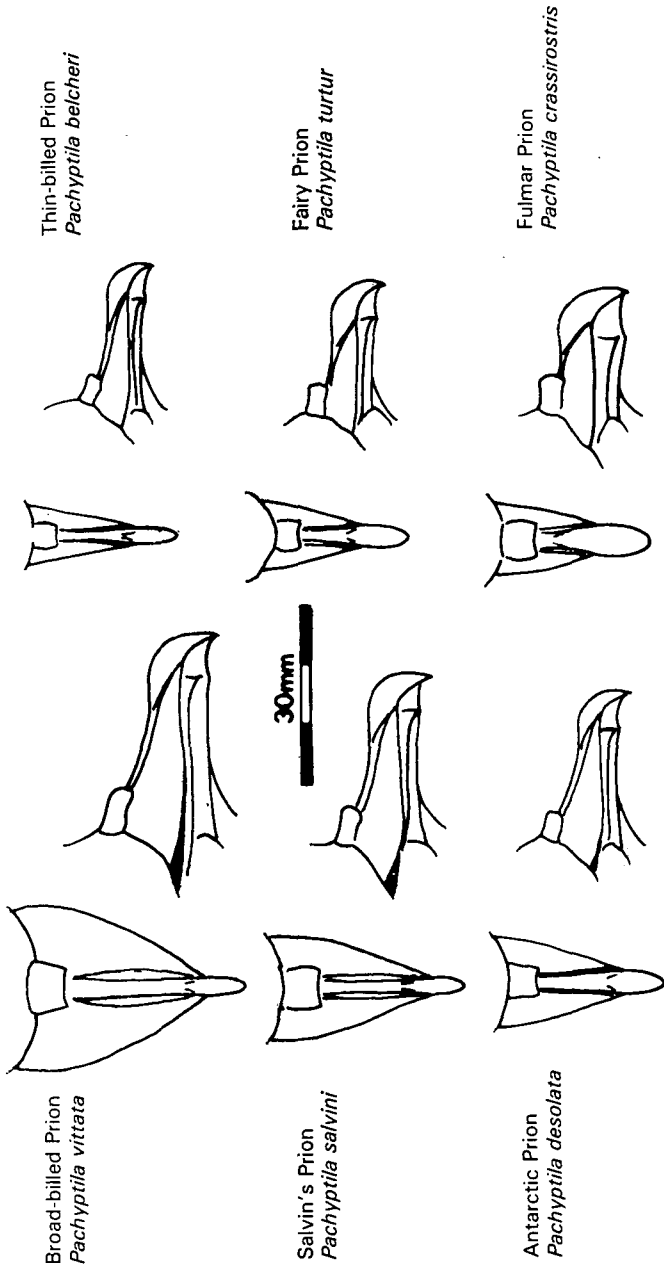 Broad-billed Prion
Pachyptila vittata
Thin-billed Prion
Pachyptila belcheri
30mm
Salvin's Prion
Pachyptila salvini
Fairy Prion
Pachyptila turtur
Antarctic Prion
Pachyptila desolata
Fulmar Prion
Pachyptila crassirostris